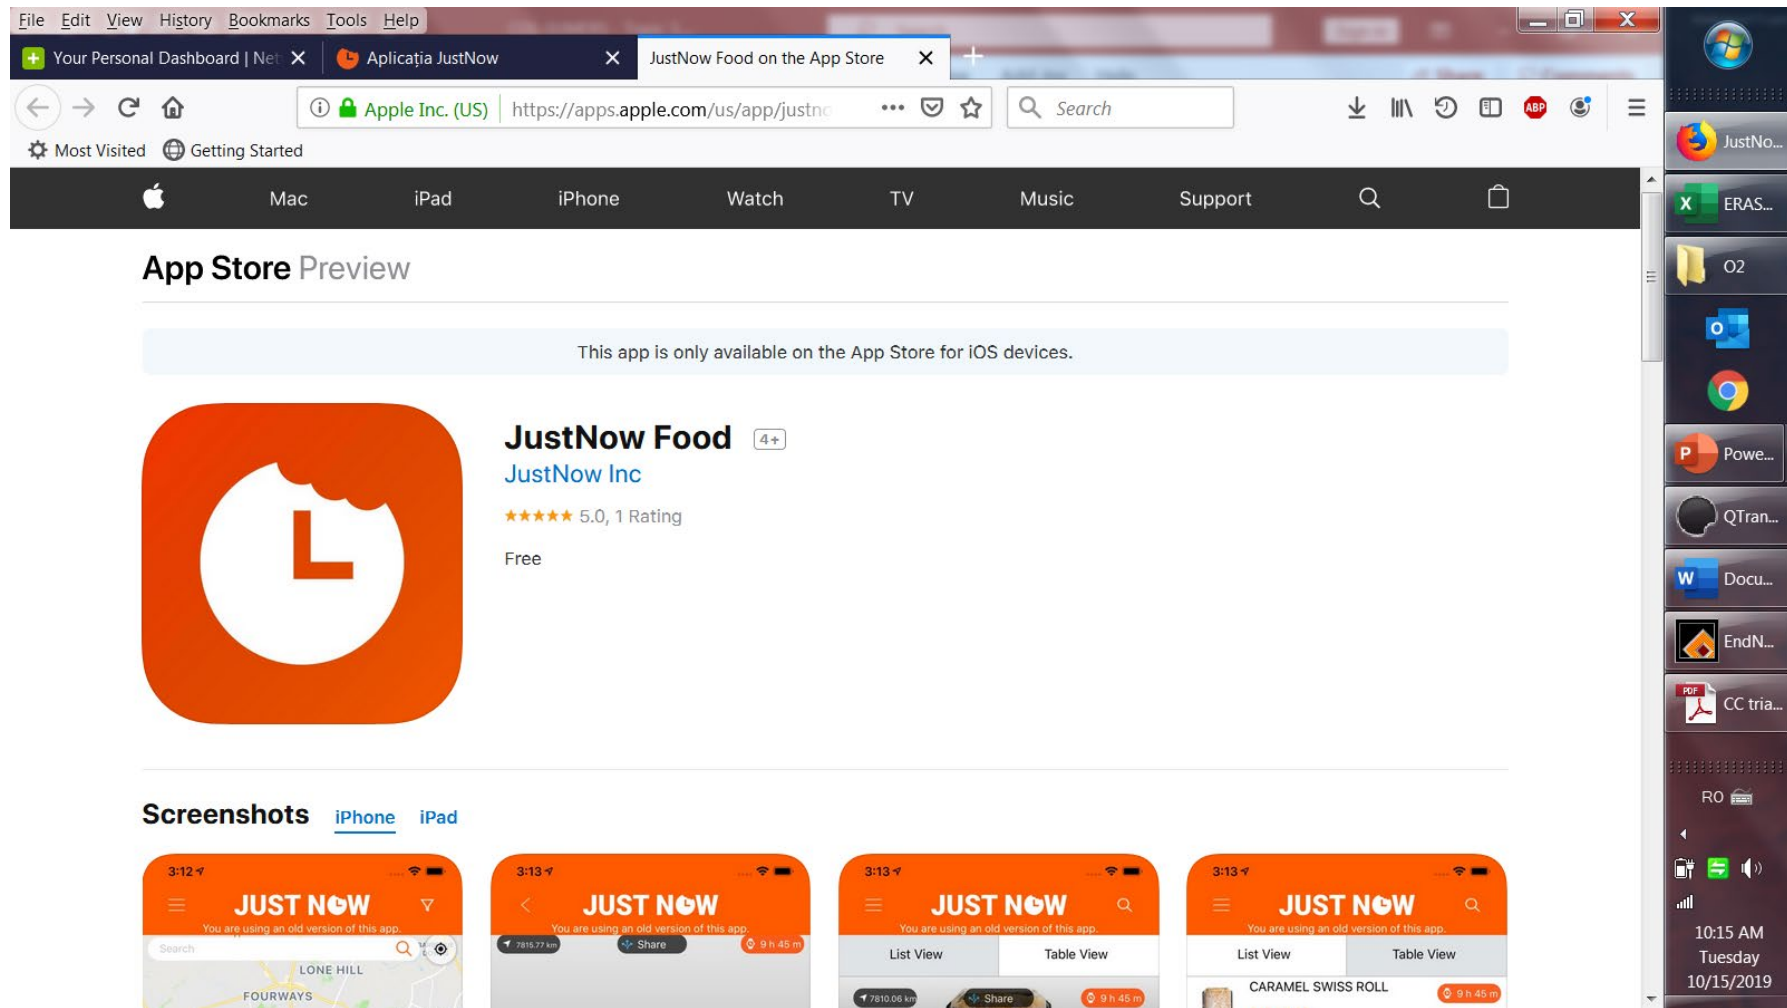 File Edit View History Bookmarks Tools Help
Your Personal Dashboard | Net
Aplicația JustNow
JustNow Food on the App Store
Apple Inc. (US) https://apps.apple.com/us/app/justno
Search
Most Visited Getting Started
Mac iPad iPhone Watch TV Music Support
App Store Preview
This app is only available on the App Store for iOS devices.
JustNow Food 4+
JustNow Inc
5.0, 1 Rating
Free
Screenshots iPhone iPad
3:12
JUST NOW
You are using an old version of this app.
Search
LONE HILL
FOURWAYS
3:13
JUST NOW
You are using an old version of this app.
7815.77 km Share 9 h 45 m
3:13
JUST NOW
You are using an old version of this app.
List View Table View
7810.06 km Share 9 h 45 m
3:13
JUST NOW
You are using an old version of this app.
List View Table View
CARAMEL SWISS ROLL
9 h 45 m
JustNo...
ERAS...
O2
Powe...
QTran...
Docu...
EndN...
PDF
CC tria...
RO
10:15 AM
Tuesday
10/15/2019